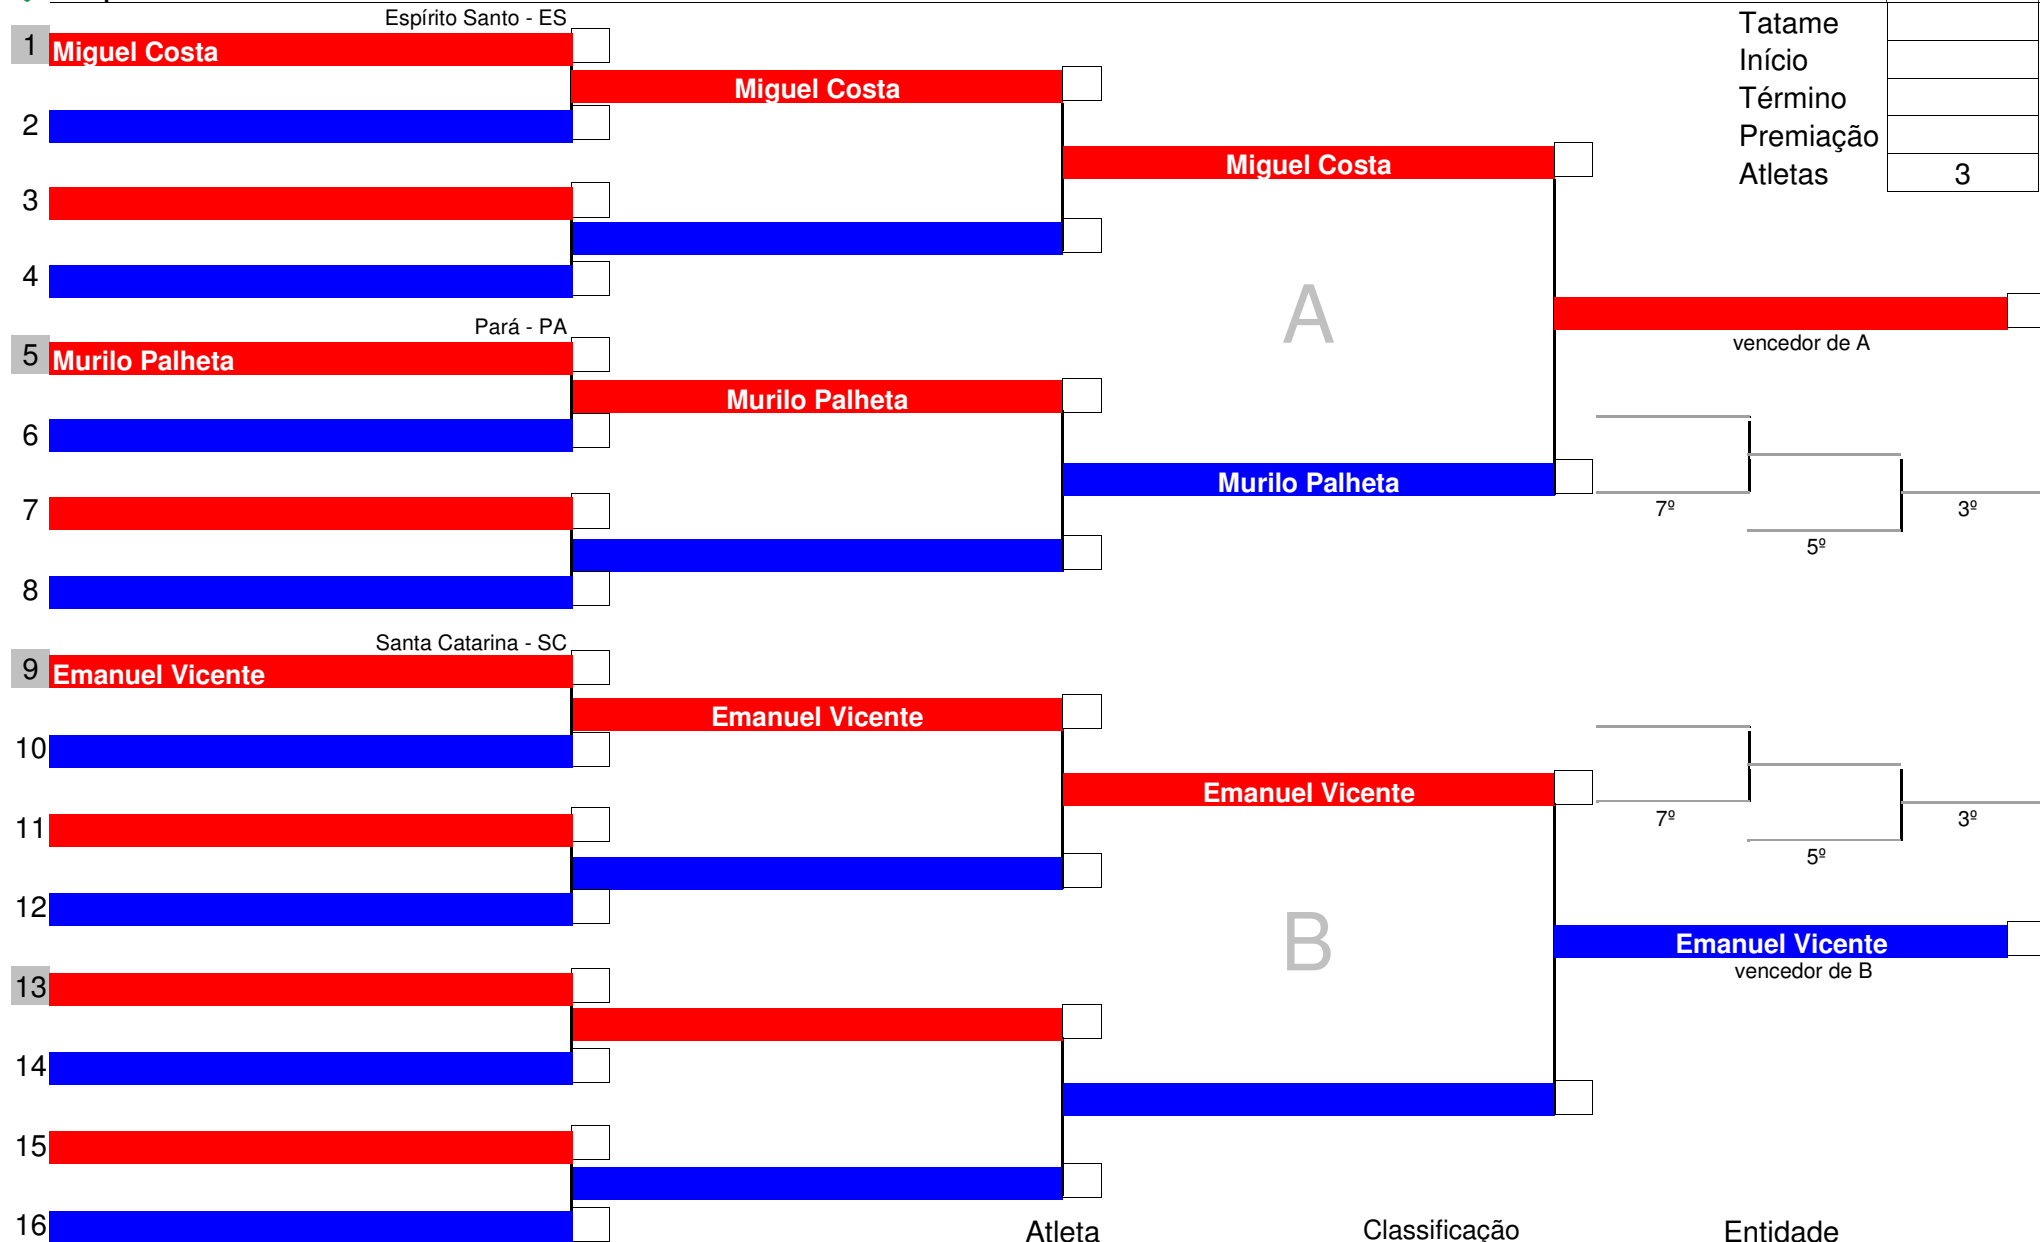 Espírito Santo - ES
Tatame
1 Miguel Costa
Início
Miguel Costa
Término
2
Premiação
Miguel Costa
Atletas 3
3
4
A
Pará - PA
vencedor de A
5 Murilo Palheta
Murilo Palheta
6
Murilo Palheta
7
7º 3º
5º
8
Santa Catarina - SC
9 Emanuel Vicente
Emanuel Vicente
10
Emanuel Vicente
11
7º 3º
5º
12
B
Emanuel Vicente
vencedor de B
13
14
15
16
Atleta Classificação Entidade